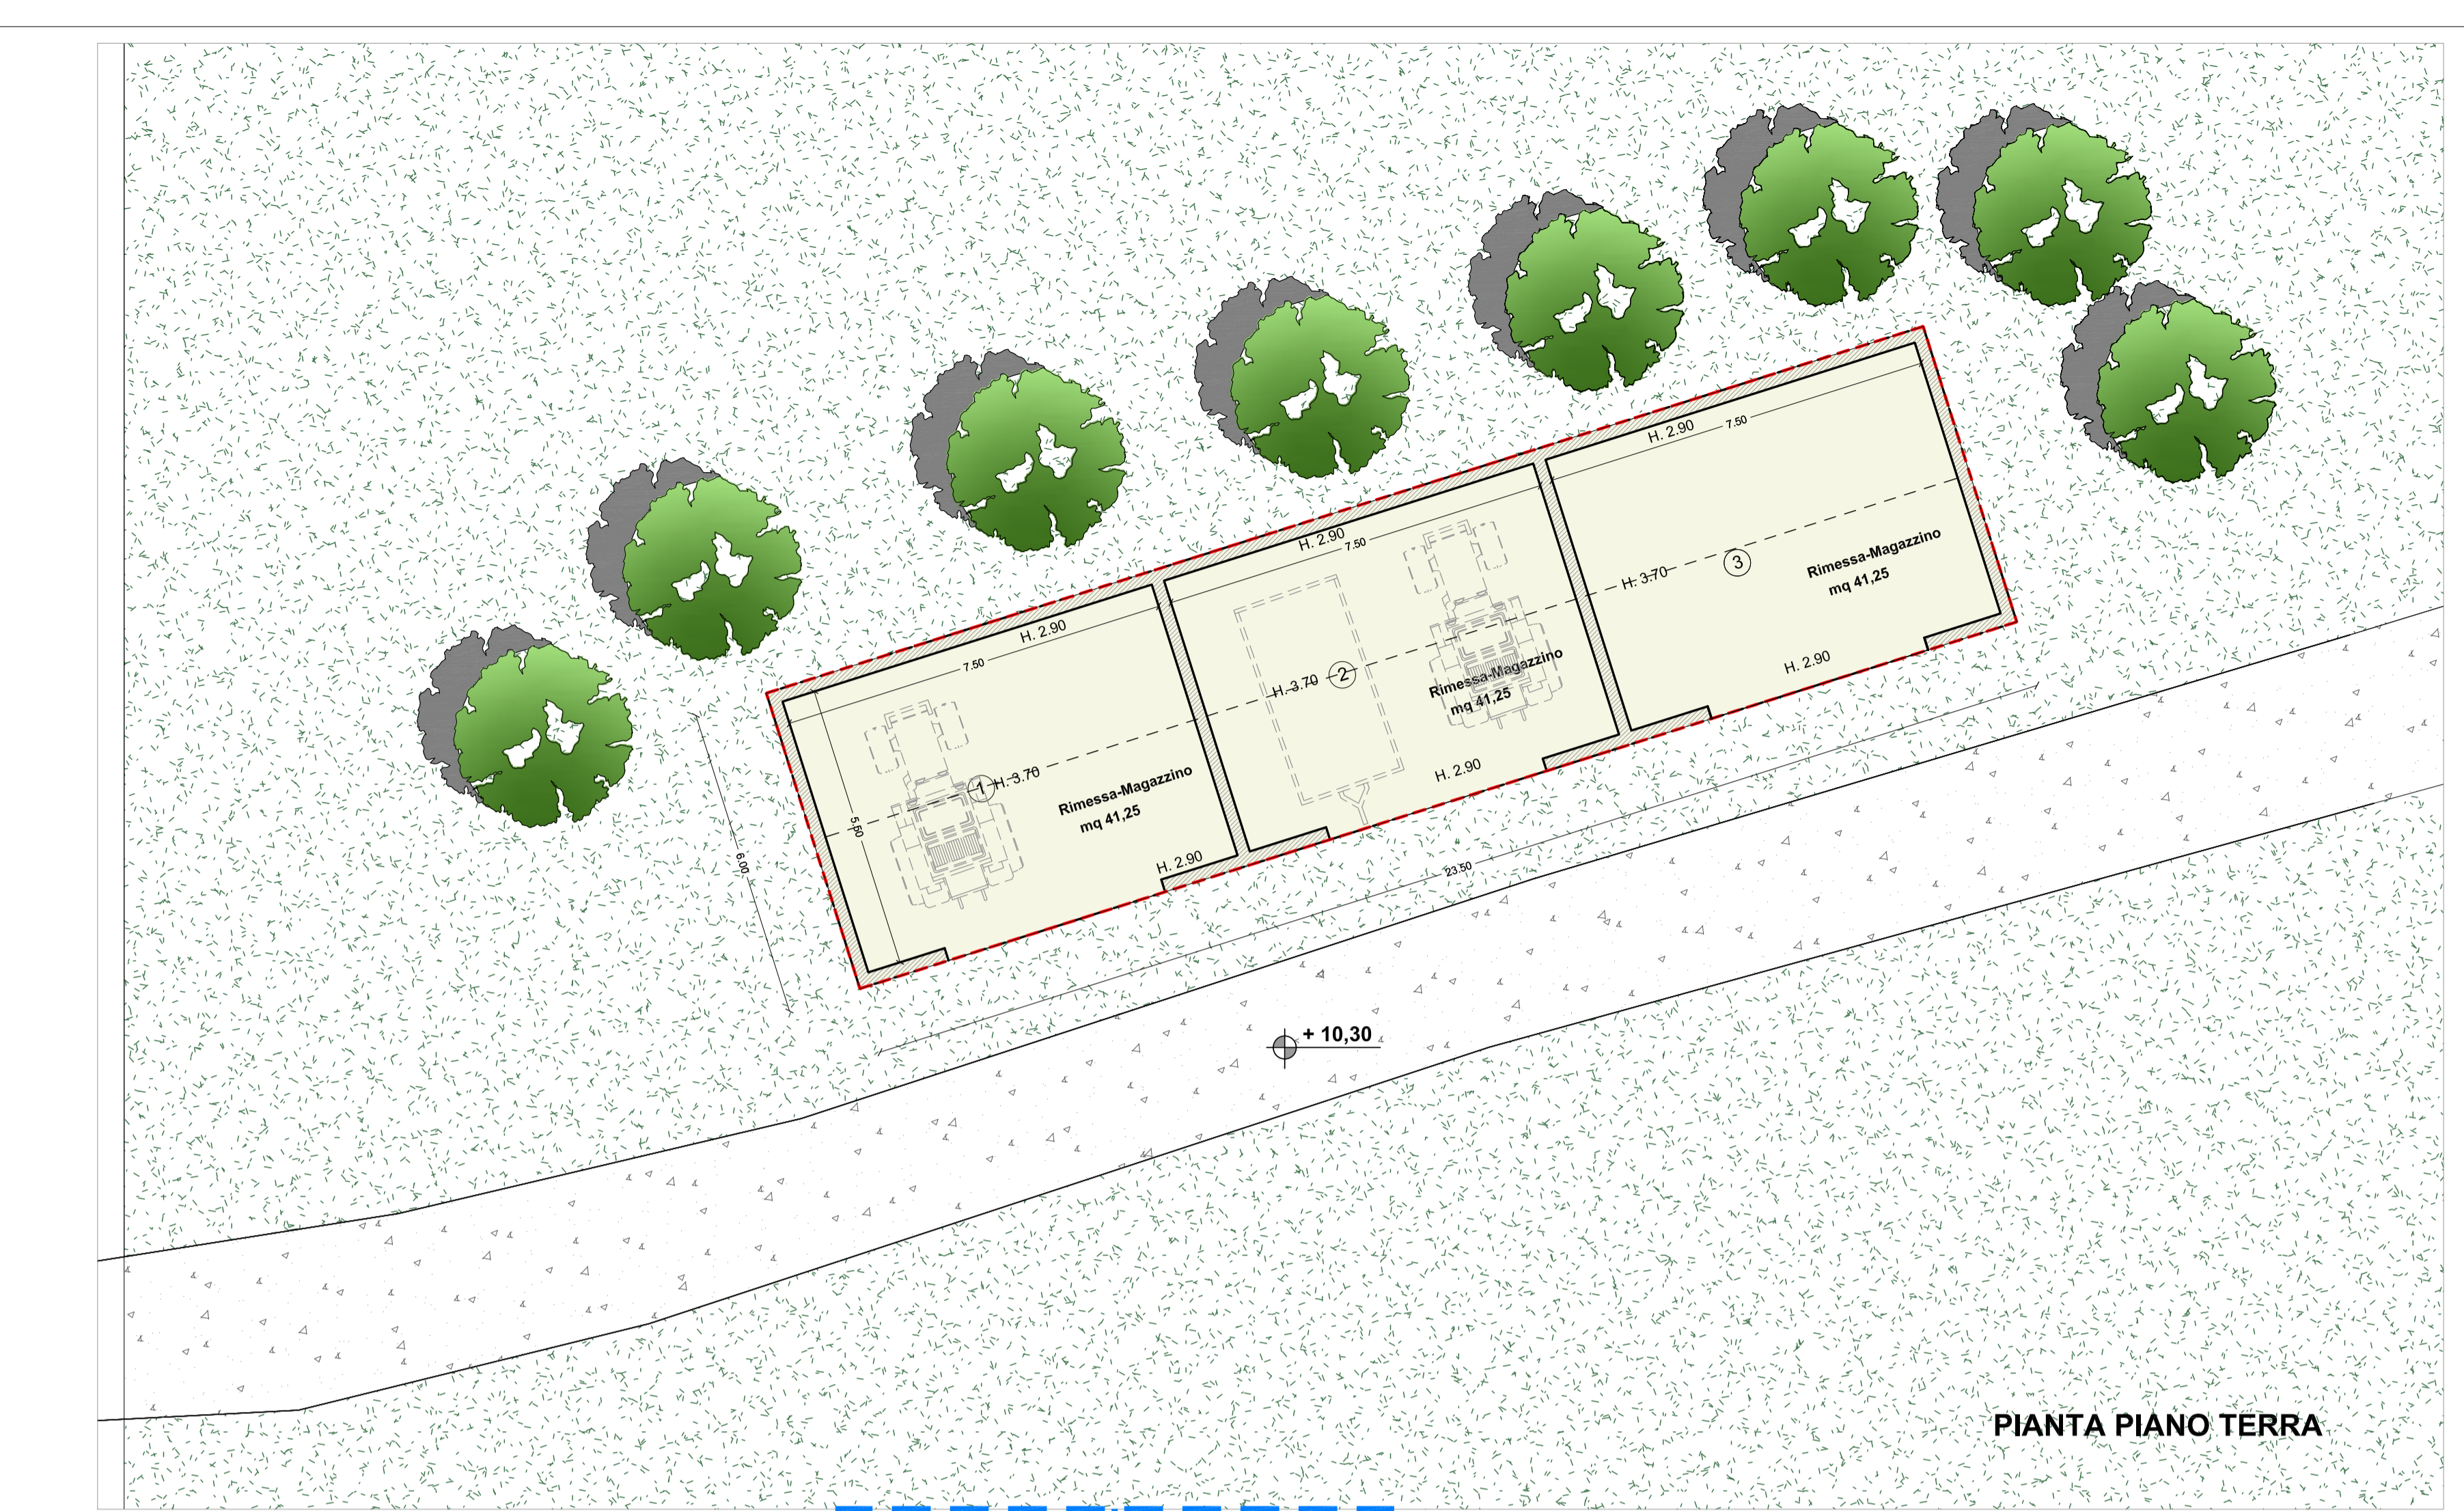 H. 2.90
7.50
H. 2.90
7.50
H. 3.70
3
Rimessa-Magazzino
mq 41,25
H. 2.90
7.50
H. 3.70
2
Rimessa-Magazzino
mq 41,25
H. 2.90
H. 2.90
1
H. 3.70
Rimessa-Magazzino
mq 41,25
H. 2.90
5.50
6.00
23.50
+ 10,30
PIANTA PIANO TERRA